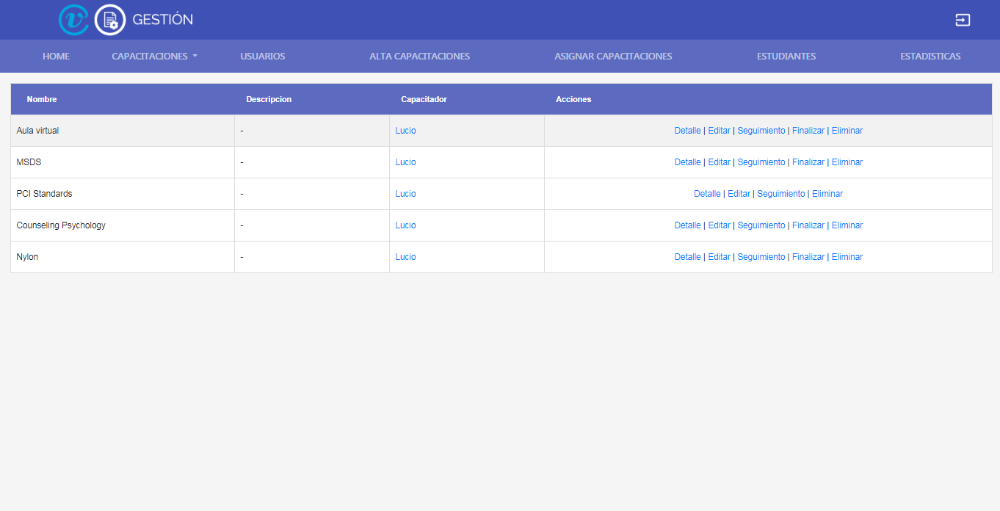 GESTIÓN
HOME CAPACITACIONES USUARIOS ALTA CAPACITACIONES ASIGNAR CAPACITACIONES ESTUDIANTES ESTADISTICAS
Nombre Descripcion Capacitador Acciones
Aula virtual - Lucio Detalle | Editar | Seguimiento | Finalizar | Eliminar
MSDS - Lucio Detalle | Editar | Seguimiento | Finalizar | Eliminar
PCI Standards - Lucio Detalle | Editar | Seguimiento | Eliminar
Counseling Psychology - Lucio Detalle | Editar | Seguimiento | Finalizar | Eliminar
Nylon - Lucio Detalle | Editar | Seguimiento | Finalizar | Eliminar